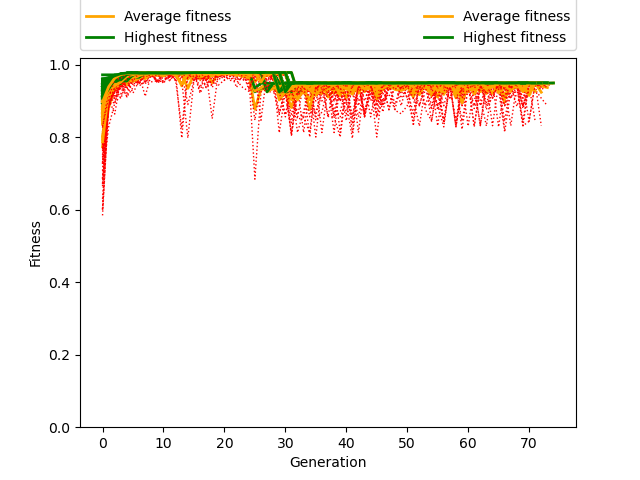 Average fitness Average fitness
Highest fitness Highest fitness
1.0
0.8
0.6
0.4
0.2
0.0
Fitness
0 10 20 30 40 50 60 70
Generation